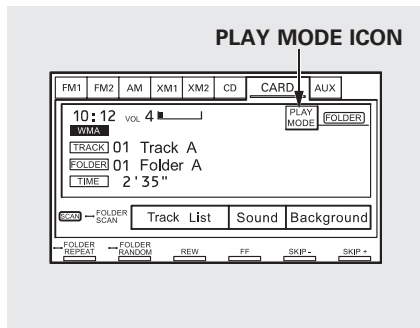 PLAY MODE ICON
FM1 FM2 AM XM1 XM2 CD CARD AUX
10:12 VOL 4 PLAY MODE FOLDER
WMA
TRACK 01 Track A
FOLDER 01 Folder A
TIME 2'35"
SCAN FOLDER SCAN Track List Sound Background
FOLDER REPEAT FOLDER RANDOM REW FF SKIP- SKIP+